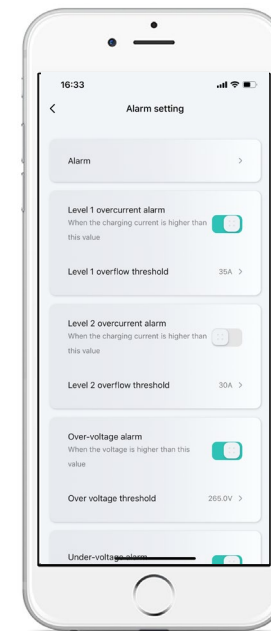 16:33
Alarm setting
Alarm
Level 1 overcurrent alarm
When the charging current is higher than
this value
Level 1 overflow threshold 35A
Level 2 overcurrent alarm
When the charging current is higher than
this value
Level 2 overflow threshold 30A
Over-voltage alarm
When the voltage is higher than this
value
Over voltage threshold 265.0V
Under-voltage alarm